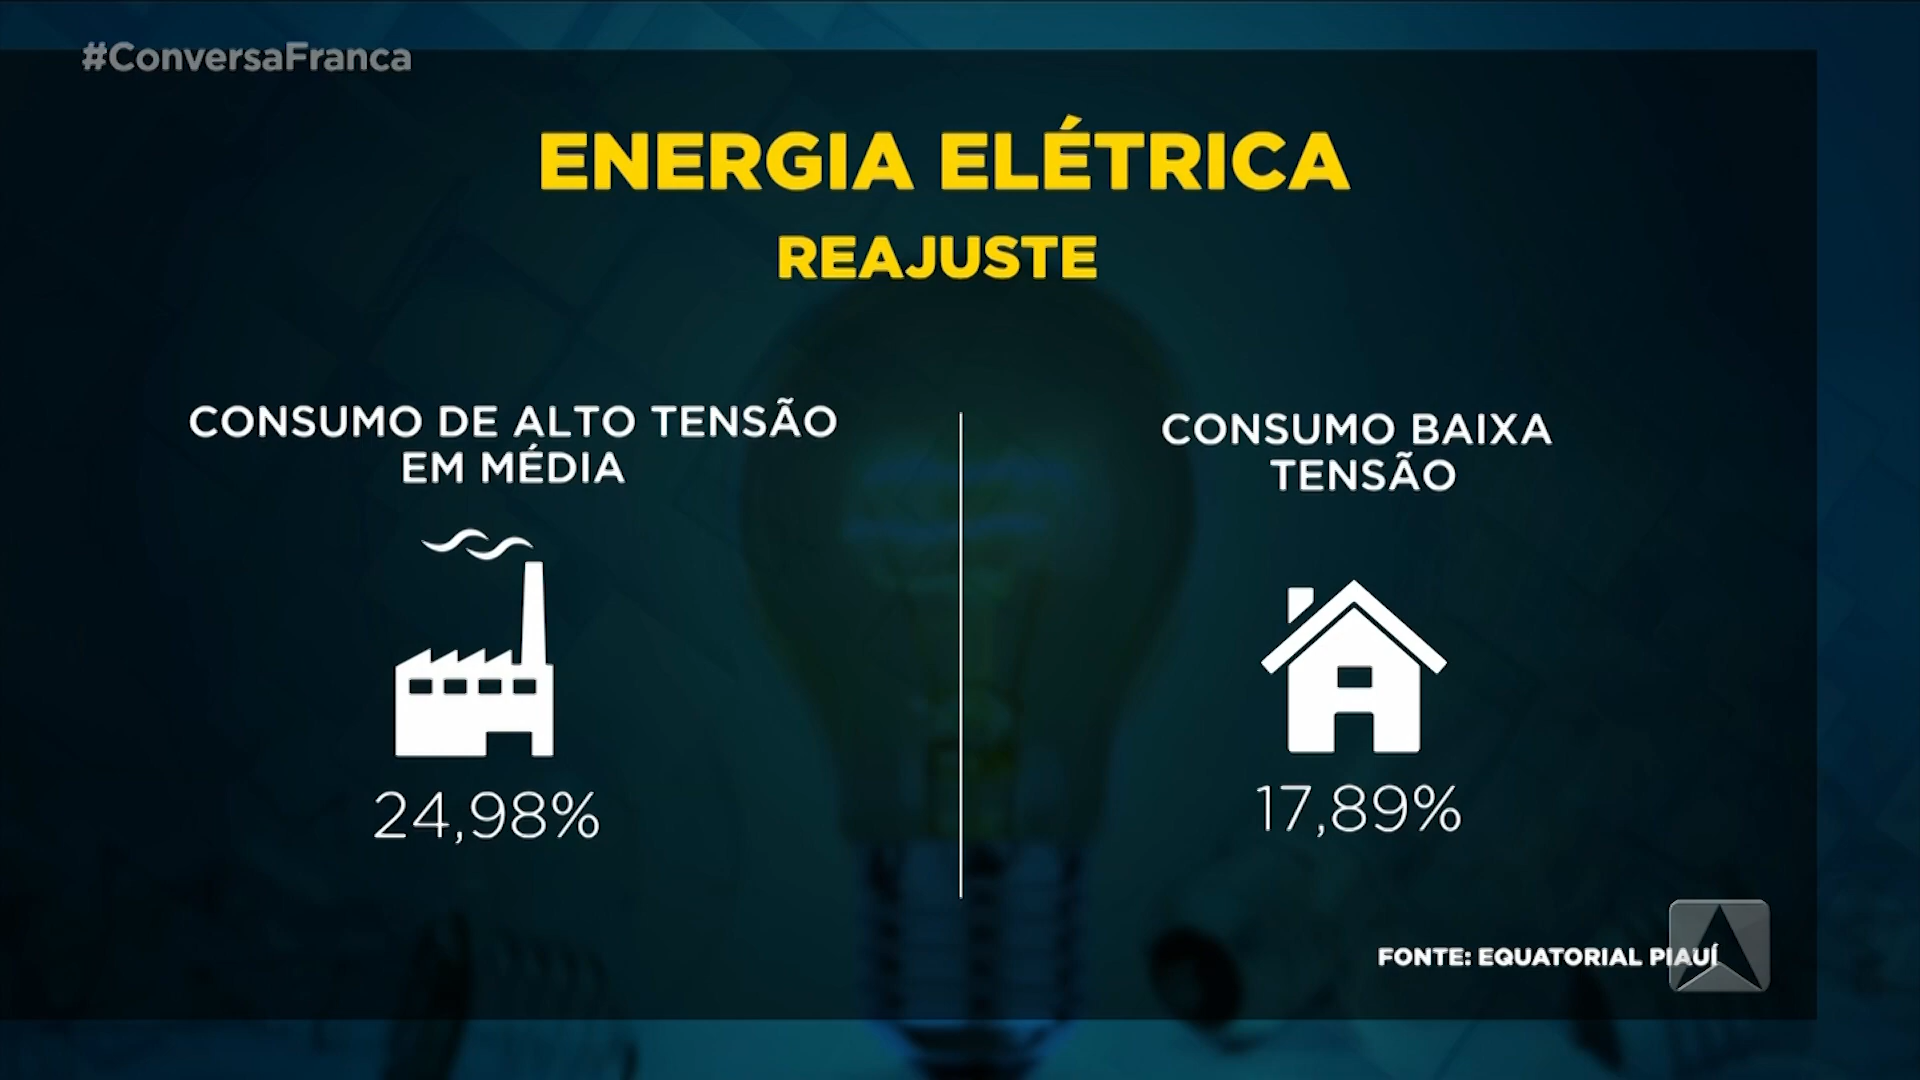 #ConversaFranca
ENERGIA ELÉTRICA
REAJUSTE
CONSUMO DE ALTO TENSÃO
EM MÉDIA
24,98%
CONSUMO BAIXA
TENSÃO
17,89%
FONTE: EQUATORIAL PIAUÍ